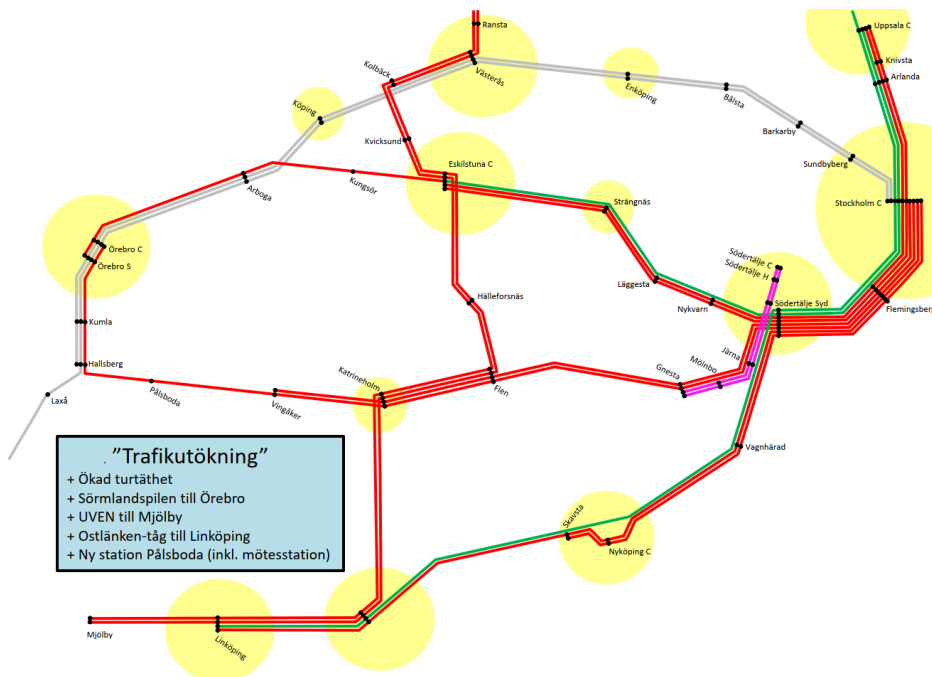 Ransta
Uppsala C
Knivsta
Arlanda
Kolbäck
Västerås
Enköping
Bålsta
Köping
Barkarby
Kvicksund
Sundbyberg
Eskilstuna C
Kungsör
Arboga
Strängnäs
Stockholm C
Örebro C
Örebro S
Södertälje C
Södertälje H
Läggesta
Nykvarn
Södertälje Syd
Flemingsberg
Hälleforsnäs
Kumla
Hallsberg
Järna
Mölnbo
Gnesta
Katrineholm
Flen
Pålsboda
Vingåker
Laxå
Vagnhärad
"Trafikutökning"
+ Ökad turtäthet
+ Sörmlandspilen till Örebro
+ UVEN till Mjölby
+ Ostlänken-tåg till Linköping
+ Ny station Pålsboda (inkl. mötesstation)
Skavsta
Nyköping C
Mjölby
Linköping